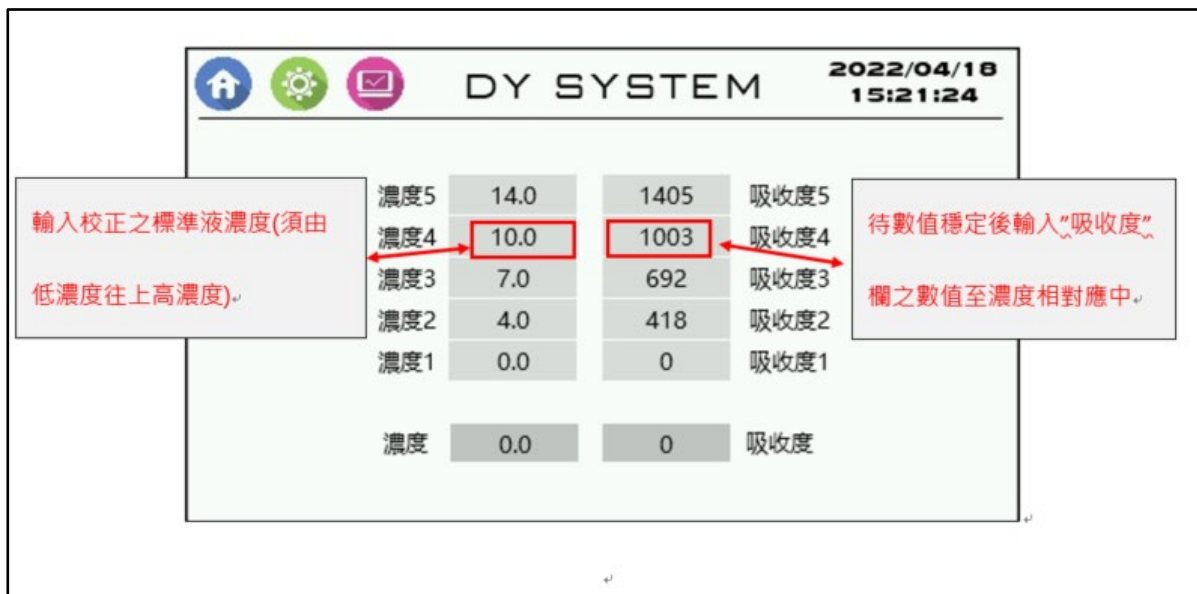 DY SYSTEM
2022/04/18
15:21:24
輸入校正之標準液濃度(須由
低濃度往上高濃度)
濃度5 14.0 1405 吸收度5
濃度4 10.0 1003 吸收度4
濃度3 7.0 692 吸收度3
濃度2 4.0 418 吸收度2
濃度1 0.0 0 吸收度1
待數值穩定後輸入”吸收度”
欄之數值至濃度相對應中
濃度 0.0 0 吸收度